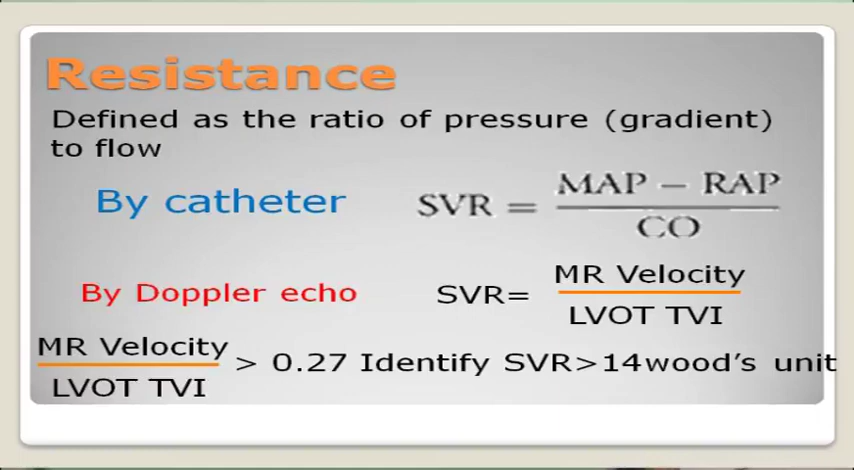 Resistance
Defined as the ratio of pressure (gradient)
to flow
By catheter
SVR = MAP – RAP
CO
By Doppler echo
SVR= MR Velocity
LVOT TVI
MR Velocity
LVOT TVI
> 0.27 Identify SVR>14wood's unit